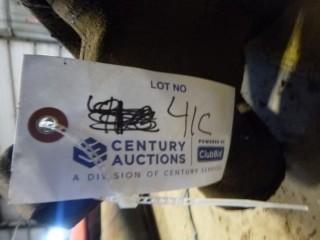 LOT NO
41C
CENTURY POWERED BY
AUCTIONS ClubBid
A DIVISION OF CENTURY SERVICES